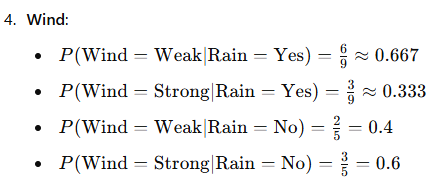 4. Wind:
• P(Wind = Weak|Rain = Yes) = 6/9 ≈ 0.667
• P(Wind = Strong|Rain = Yes) = 3/9 ≈ 0.333
• P(Wind = Weak|Rain = No) = 2/5 = 0.4
• P(Wind = Strong|Rain = No) = 3/5 = 0.6